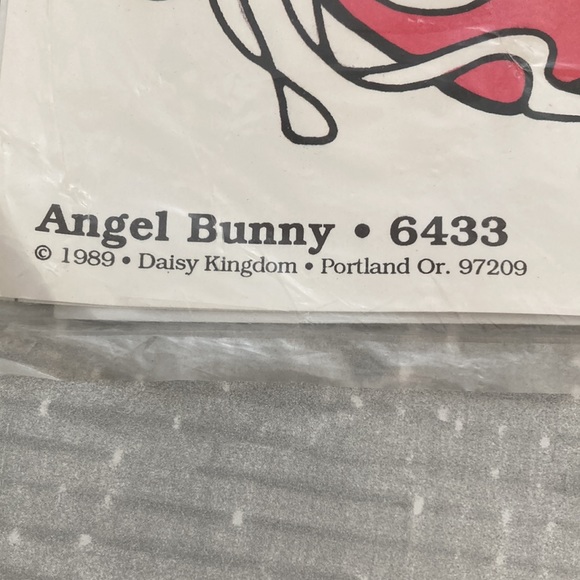 Angel Bunny • 6433
© 1989 • Daisy Kingdom • Portland Or. 97209